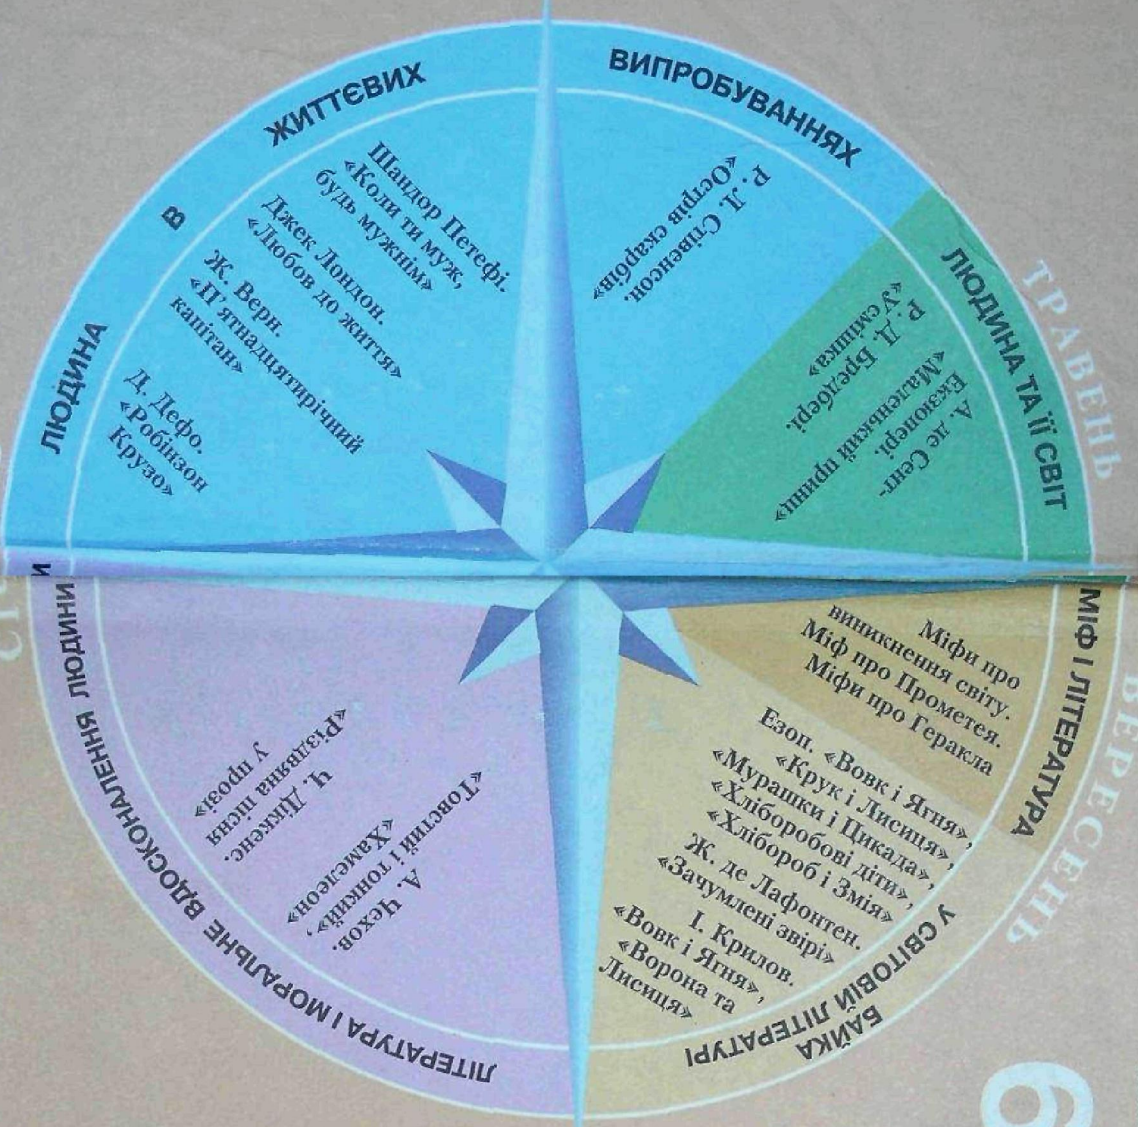 ЛЮДИНА В ЖИТТЄВИХ ВИПРОБУВАННЯХ
Д. Дефо.
«Робінзон
Крузо»
Ж. Верн.
«П'ятнадцятирічний
капітан»
Джек Лондон.
«Любов до життя»
Шандор Петефі.
«Коли ти муж,
будь мужнім»
Р. Л. Стівенсон.
«Острів скарбів»
ЛЮДИНА ТА ЇЇ СВІТ
Р. Д. Бредбері.
«Усмішка»
А. де Сент-
Екзюпері.
«Маленький принц»
ТРАВЕНЬ
МІФ І ЛІТЕРАТУРА
Міфи про
виникнення світу.
Міф про Прометея.
Міфи про Геракла
ВЕРЕСЕНЬ
БАЙКА
У СВІТОВІЙ ЛІТЕРАТУРІ
Езоп. «Вовк і Ягня»,
«Крук і Лисиця»,
«Мурашки і Цикада»,
«Хліборобові діти»,
«Хлібороб і Змія»
Ж. де Лафонтен.
«Зачумлені звірі»
І. Крилов.
«Вовк і Ягня»,
«Ворона та
Лисиця»
ЛІТЕРАТУРА І МОРАЛЬНЕ ВДОСКОНАЛЕННЯ ЛЮДИНИ
А. Чехов.
«Товстий і тонкий»,
«Хамелеон»
Ч. Діккенс.
«Різдвяна пісня
у прозі»
6